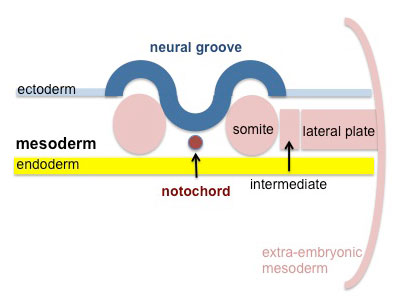 neural groove
ectoderm
somite
lateral plate
mesoderm
endoderm
notochord
intermediate
extra-embryonic
mesoderm